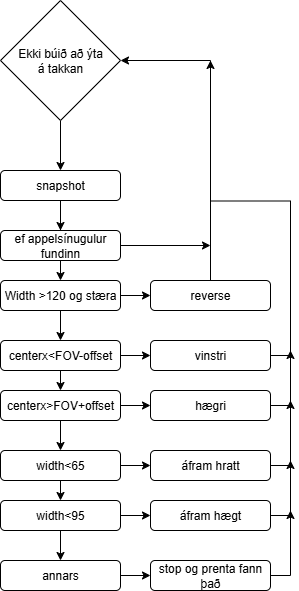 Ekki búið að ýta
á takkan
snapshot
ef appelsínugulur
fundinn
Width >120 og stæra
reverse
centerx<FOV-offset
vinstri
centerx>FOV+offset
hægri
width<65
áfram hratt
width<95
áfram hægt
annars
stop og prenta fann
það